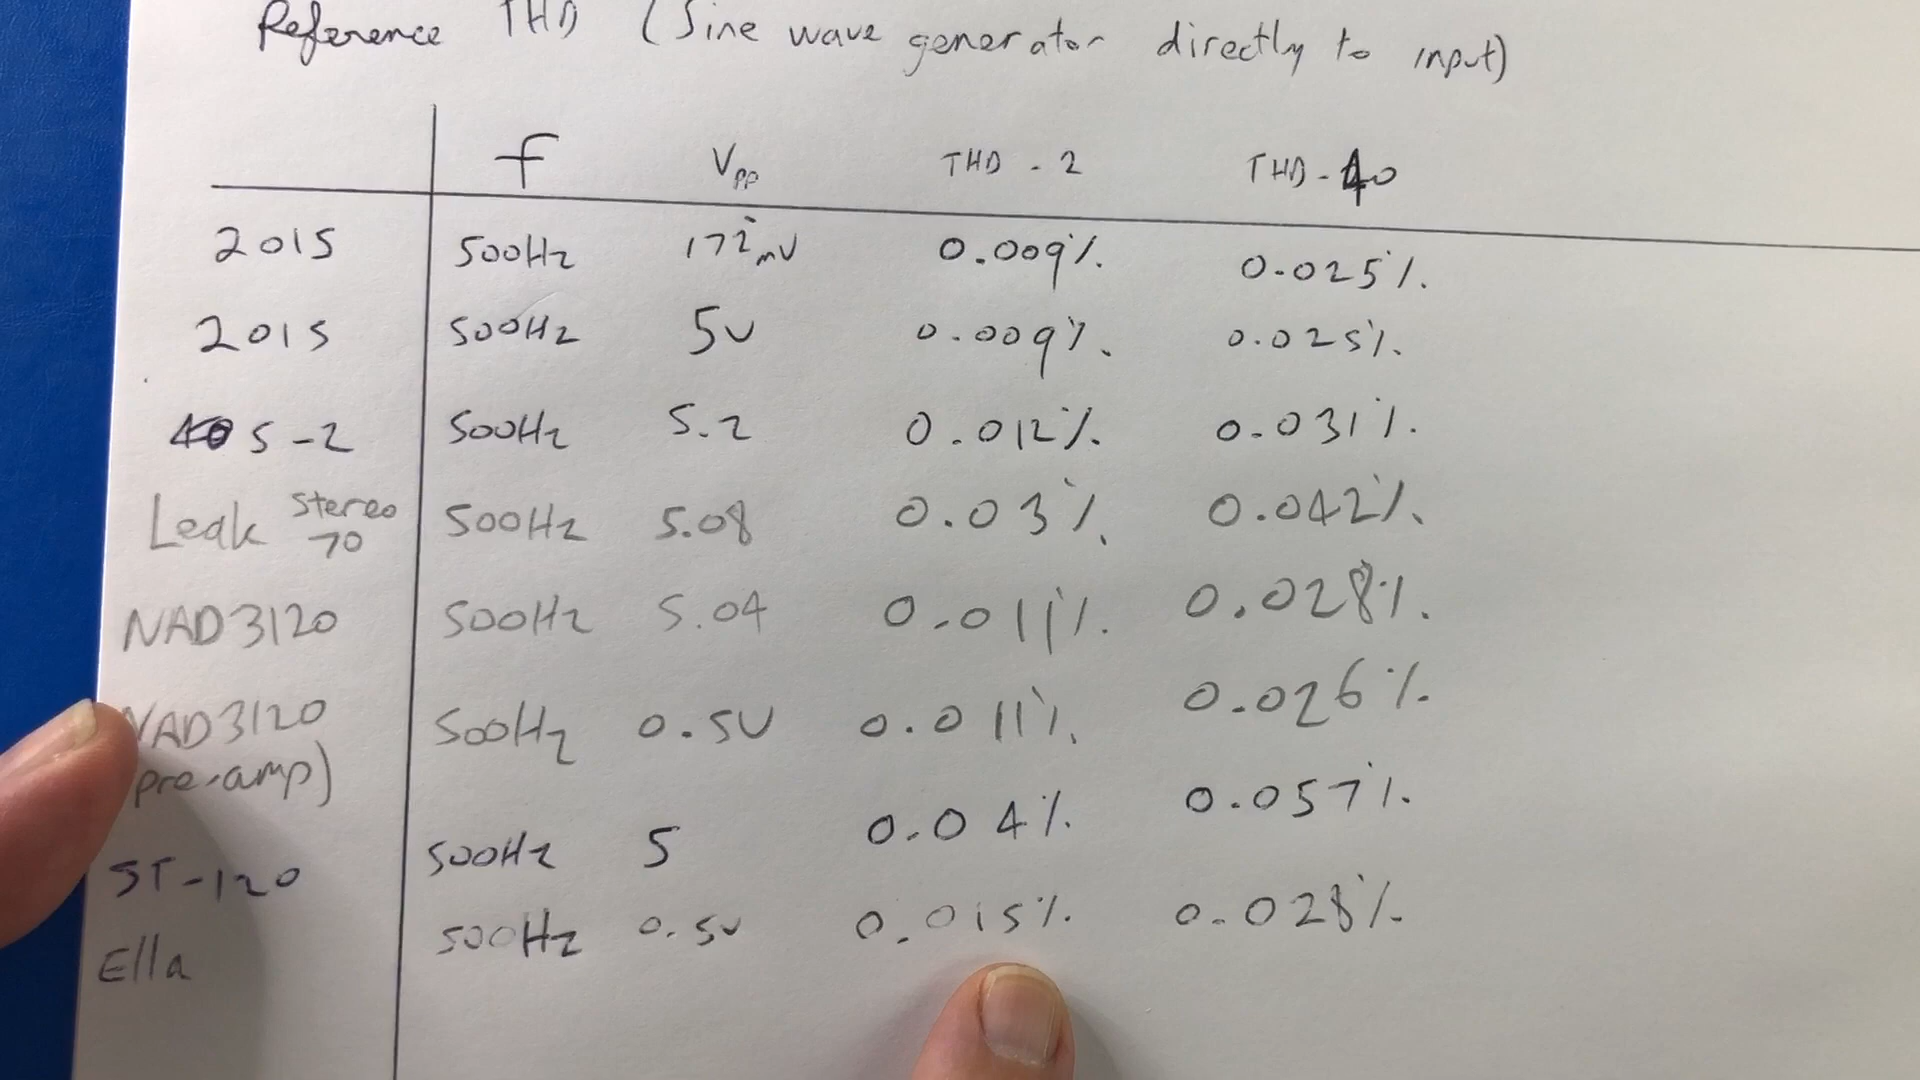 Reference THD (Sine wave generator directly to input)
f Vpp THD - 2 THD - 40
2015 500Hz 172mV 0.009% 0.025%
2015 500Hz 5V 0.009% 0.025%
405-2 500Hz 5.2 0.012% 0.031%
Leak Stereo 70 500Hz 5.08 0.03% 0.042%
NAD3120 500Hz 5.04 0.011% 0.028%
NAD3120 500Hz 0.5V 0.011% 0.026%
pre-amp)
ST-120 500Hz 5 0.04% 0.057%
Ella 500Hz 0.5V 0.015% 0.028%